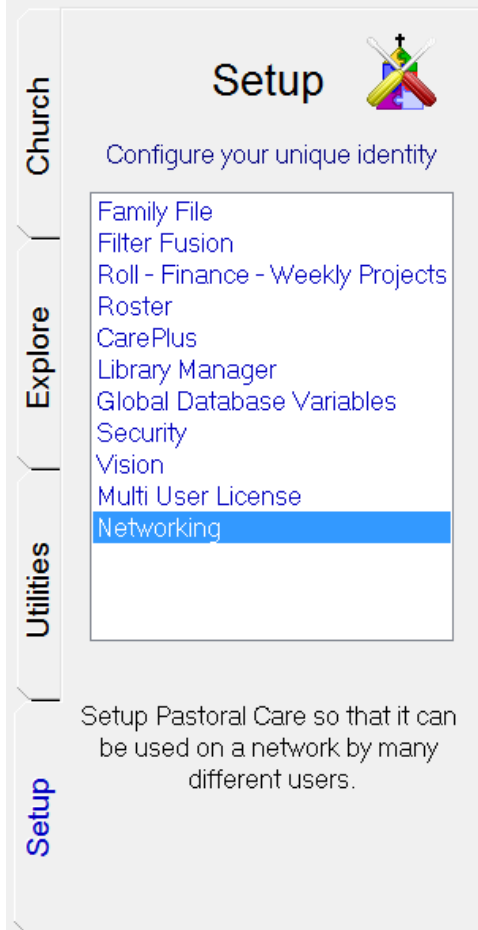 Church
Explore
Utilities
Setup
Setup
Configure your unique identity
Family File
Filter Fusion
Roll - Finance - Weekly Projects
Roster
CarePlus
Library Manager
Global Database Variables
Security
Vision
Multi User License
Networking
Setup Pastoral Care so that it can
be used on a network by many
different users.